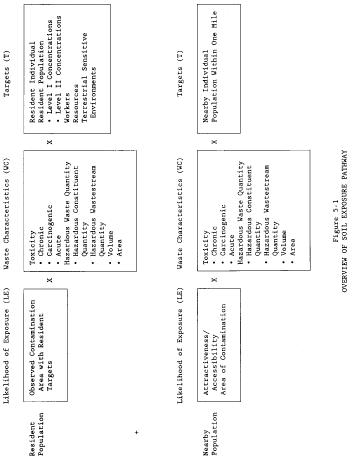 Likelihood of Exposure (LE)
Waste Characteristics (WC)
Targets (T)
Resident
Population
Observed Contamination
Area with Resident
Targets
X
Toxicity
• Chronic
• Carcinogenic
• Acute
Hazardous Waste Quantity
• Hazardous Constituent
Quantity
• Hazardous Wastestream
Quantity
• Volume
• Area
X
Resident Individual
Resident Population
• Level I Concentrations
• Level II Concentrations
Workers
Resources
Terrestrial Sensitive
Environments
+
Likelihood of Exposure (LE)
Waste Characteristics (WC)
Targets (T)
Nearby
Population
Attractiveness/
Accessibility
Area of Contamination
X
Toxicity
• Chronic
• Carcinogenic
• Acute
Hazardous Waste Quantity
• Hazardous Constituent
Quantity
• Hazardous Wastestream
Quantity
• Volume
• Area
X
Nearby Individual
Population Within One Mile
Figure 5-1
OVERVIEW OF SOIL EXPOSURE PATHWAY